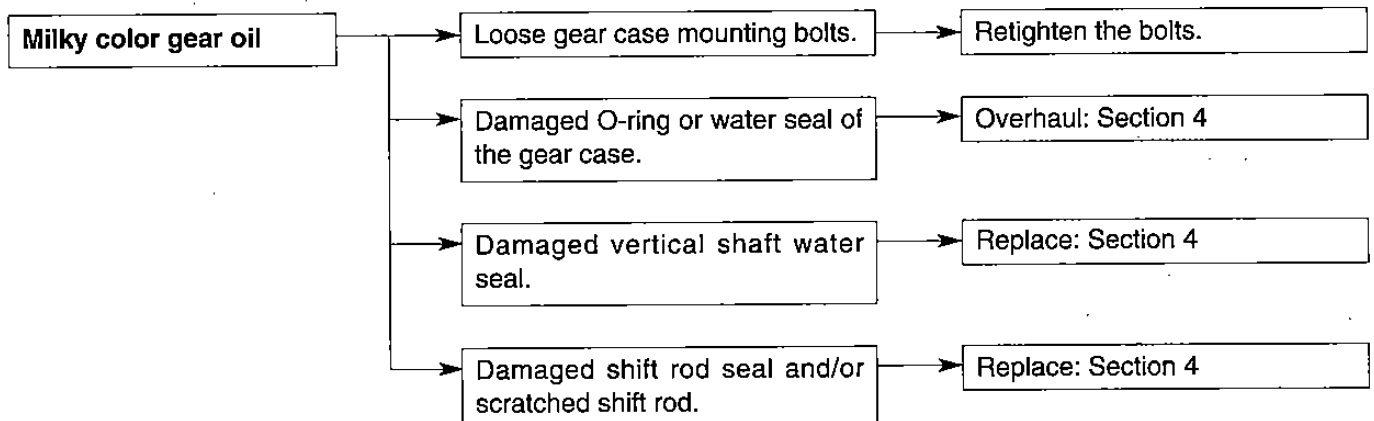 Milky color gear oil
Loose gear case mounting bolts.
Retighten the bolts.
Damaged O-ring or water seal of
the gear case.
Overhaul: Section 4
Damaged vertical shaft water
seal.
Replace: Section 4
Damaged shift rod seal and/or
scratched shift rod.
Replace: Section 4